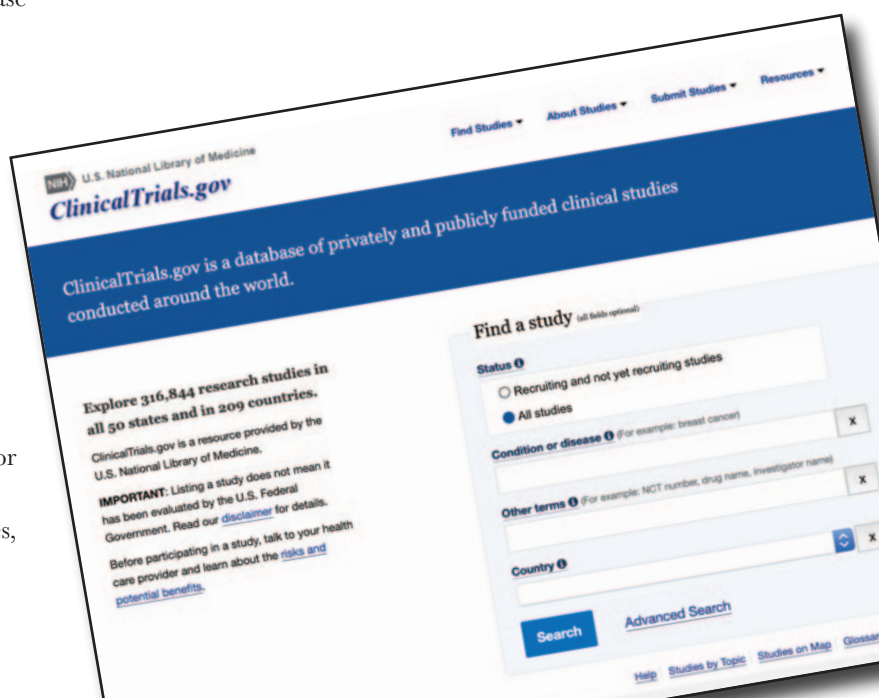 Find Studies
About Studies
Submit Studies
Resources
NIH U.S. National Library of Medicine
ClinicalTrials.gov
ClinicalTrials.gov is a database of privately and publicly funded clinical studies
conducted around the world.
Explore 316,844 research studies in
all 50 states and in 209 countries.
ClinicalTrials.gov is a resource provided by the
U.S. National Library of Medicine.
IMPORTANT: Listing a study does not mean it
has been evaluated by the U.S. Federal
Government. Read our disclaimer for details.
Before participating in a study, talk to your health
care provider and learn about the risks and
potential benefits.
Find a study (all fields optional)
Status
Recruiting and not yet recruiting studies
All studies
Condition or disease (For example: breast cancer)
x
Other terms (For example: NCT number, drug name, investigator name)
x
Country
x
Search
Advanced Search
Help
Studies by Topic
Studies on Map